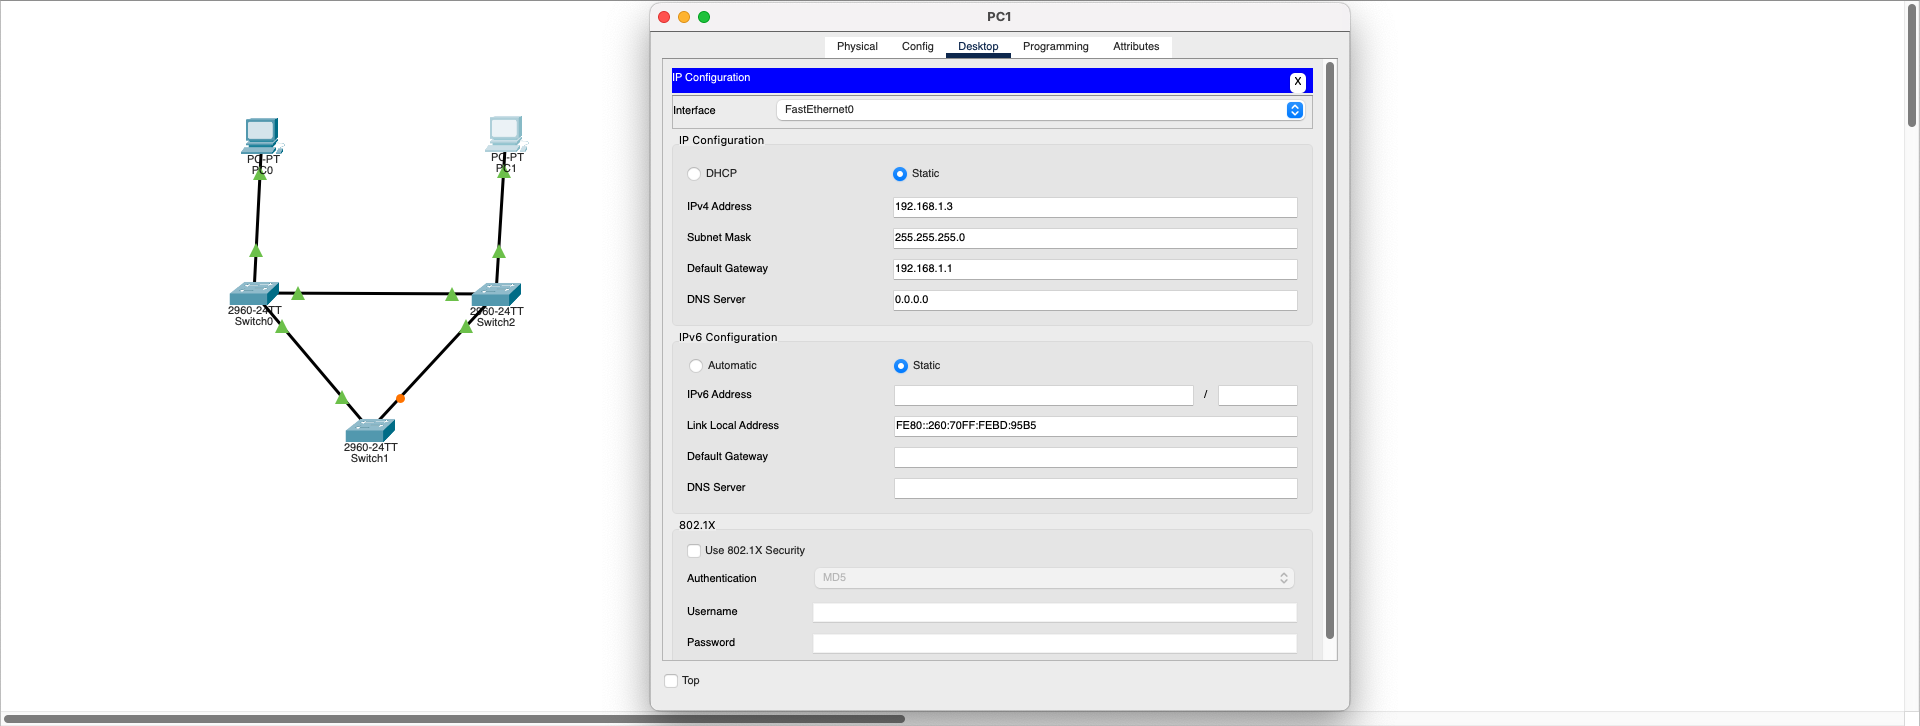 PC1
Physical Config Desktop Programming Attributes
IP Configuration X
Interface FastEthernet0
IP Configuration
DHCP Static
IPv4 Address 192.168.1.3
Subnet Mask 255.255.255.0
Default Gateway 192.168.1.1
DNS Server 0.0.0.0
IPv6 Configuration
Automatic Static
IPv6 Address /
Link Local Address FE80::260:70FF:FEBD:95B5
Default Gateway
DNS Server
802.1X
Use 802.1X Security
Authentication MD5
Username
Password
Top
PC-PT
PC0
PC-PT
PC1
2960-24TT
Switch0
2960-24TT
Switch2
2960-24TT
Switch1